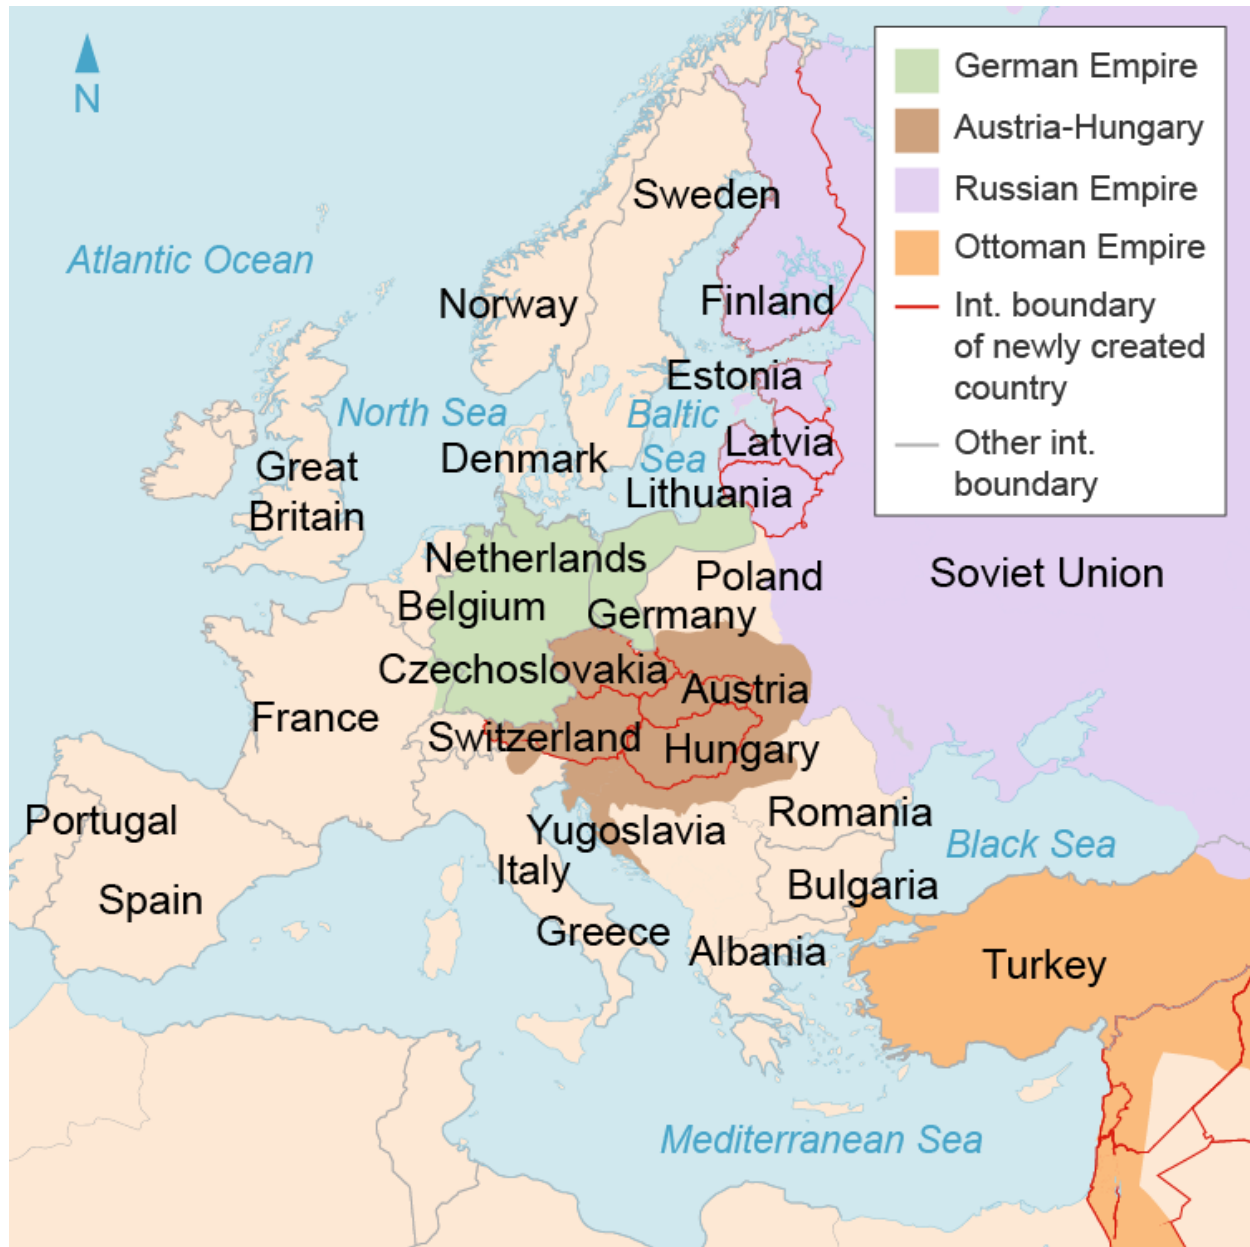 N
German Empire
Austria-Hungary
Russian Empire
Ottoman Empire
Int. boundary
of newly created
country
Other int.
boundary
Sweden
Atlantic Ocean
Norway
Finland
Estonia
North Sea
Baltic
Sea
Denmark
Latvia
Great
Britain
Lithuania
Netherlands
Poland
Soviet Union
Belgium
Germany
Czechoslovakia
Austria
France
Switzerland
Hungary
Portugal
Romania
Yugoslavia
Black Sea
Italy
Bulgaria
Spain
Greece
Albania
Turkey
Mediterranean Sea